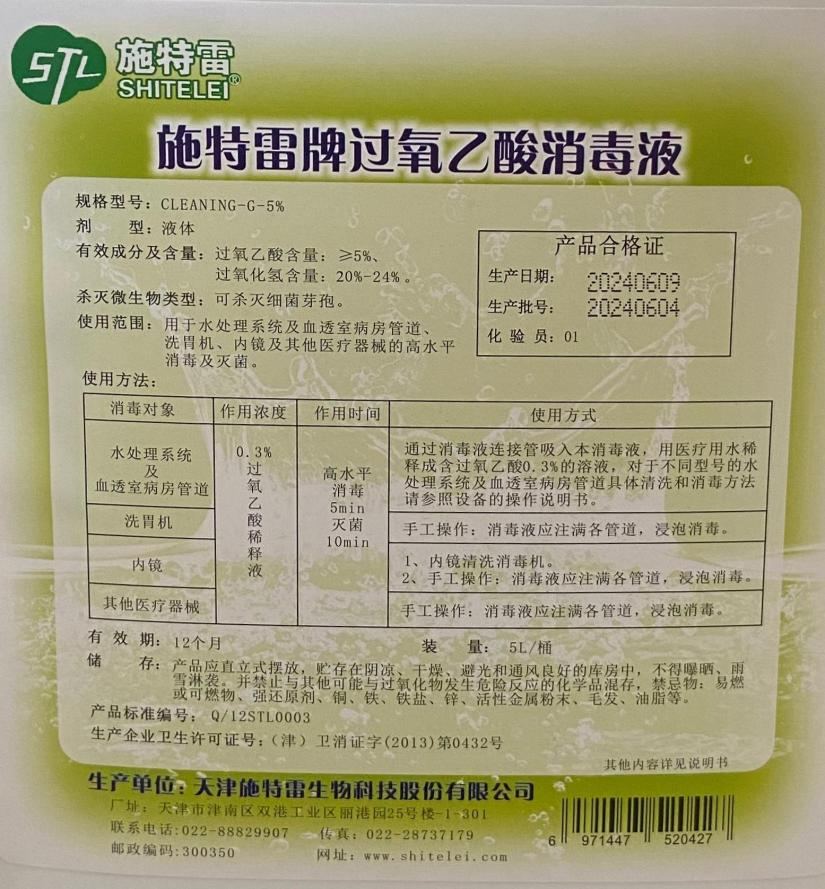 STL 施特雷
SHITELEI®
施特雷牌过氧乙酸消毒液
规格型号：CLEANING-G-5%
剂 型：液体
有效成分及含量：过氧乙酸含量：≥5%、
过氧化氢含量：20%-24%。
杀灭微生物类型：可杀灭细菌芽孢。
使用范围：用于水处理系统及血透室病房管道、
洗胃机、内镜及其他医疗器械的高水平
消毒及灭菌。
产品合格证
生产日期：20240609
生产批号：20240604
化 验 员：01
使用方法：
消毒对象 作用浓度 作用时间 使用方式
水处理系统
及
血透室病房管道
洗胃机
内镜
其他医疗器械
0.3%
过
氧
乙
酸
稀
释
液
高水平
消毒
5min
灭菌
10min
通过消毒液连接管吸入本消毒液，用医疗用水稀
释成含过氧乙酸0.3%的溶液，对于不同型号的水
处理系统及血透室病房管道具体清洗和消毒方法
请参照设备的操作说明书。
手工操作：消毒液应注满各管道，浸泡消毒。
1、内镜清洗消毒机。
2、手工操作：消毒液应注满各管道，浸泡消毒。
手工操作：消毒液应注满各管道，浸泡消毒。
有 效 期：12个月 装 量：5L/桶
储 存：产品应直立式摆放，贮存在阴凉、干燥、避光和通风良好的库房中，不得曝晒、雨
雪淋袭。并禁止与其他可能与过氧化物发生危险反应的化学品混存，禁忌物：易燃
或可燃物、强还原剂、铜、铁、铁盐、锌、活性金属粉末、毛发、油脂等。
产品标准编号：Q/12STL0003
生产企业卫生许可证号：（津）卫消证字(2013)第0432号
其他内容详见说明书
生产单位：天津施特雷生物科技股份有限公司
厂址：天津市津南区双港工业区丽港园25号楼-1-301
联系电话:022-88829907 传真：022-28737179
邮政编码:300350 网址：www.shitelei.com
6 971447 520427